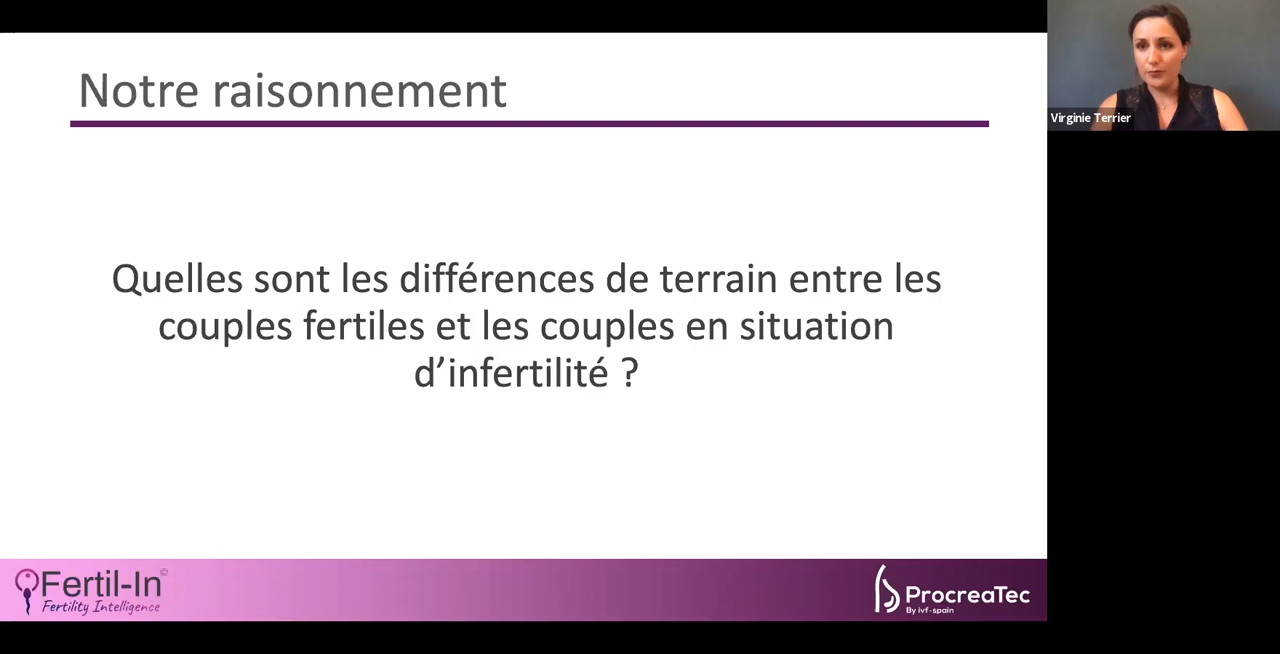 Notre raisonnement
Virginie Terrier
Quelles sont les différences de terrain entre les
couples fertiles et les couples en situation
d’infertilité ?
Fertil-In©
Fertility Intelligence
ProcreaTec
By ivf-spain